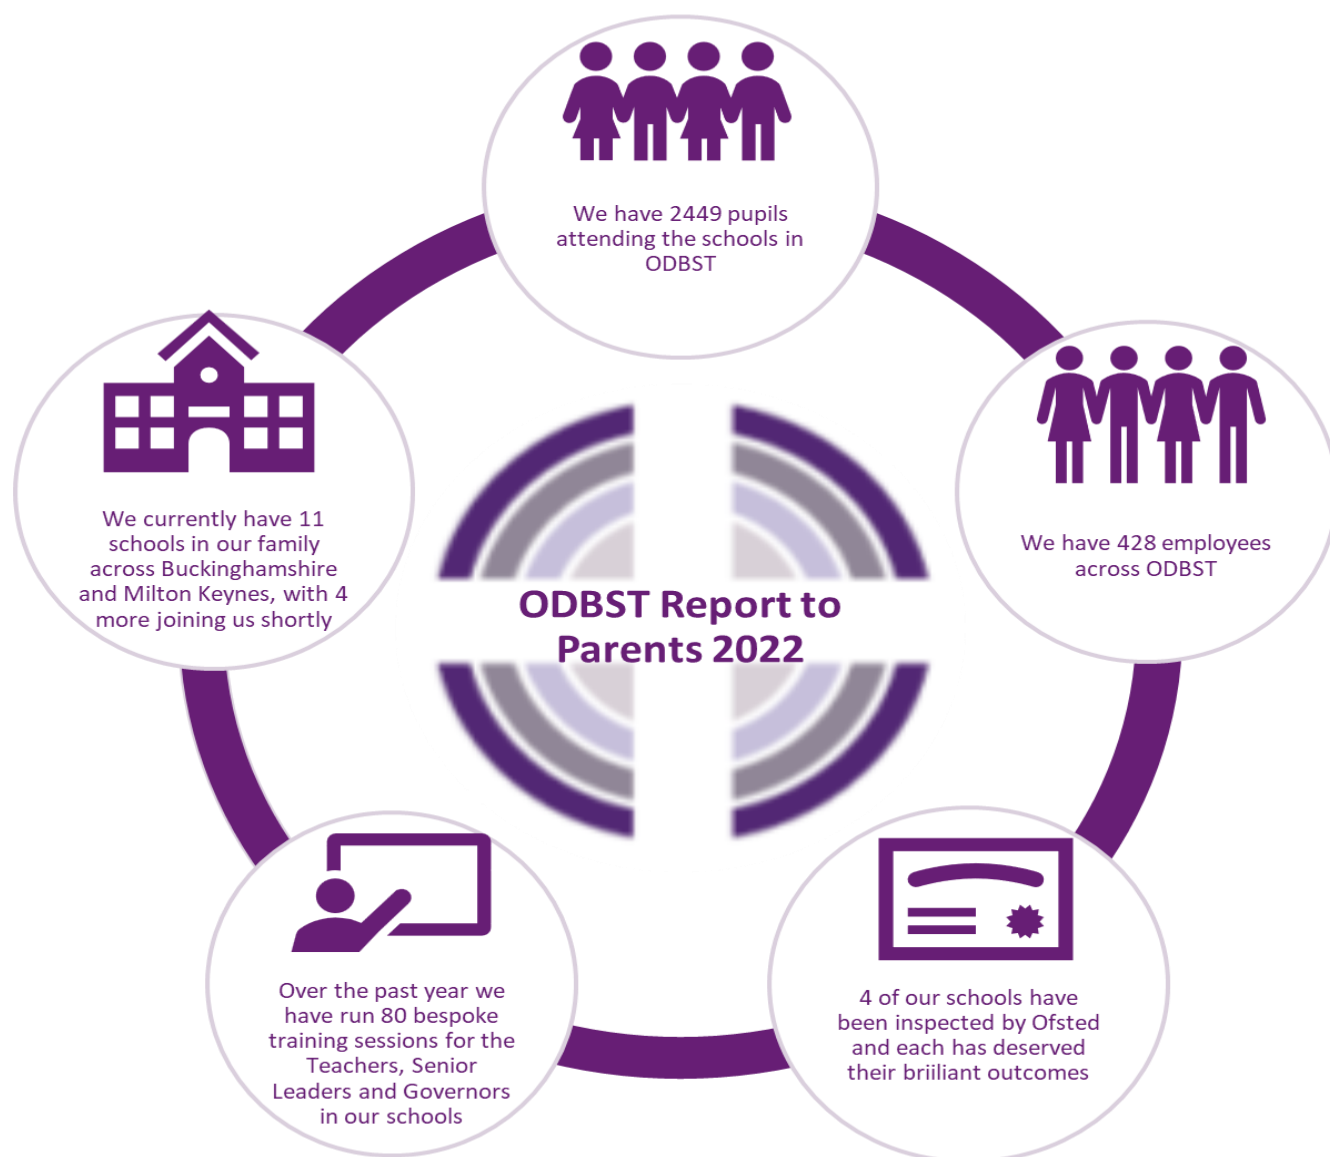 We have 2449 pupils
attending the schools in
ODBST
We currently have 11
schools in our family
across Buckinghamshire
and Milton Keynes, with 4
more joining us shortly
We have 428 employees
across ODBST
ODBST Report to
Parents 2022
Over the past year we
have run 80 bespoke
training sessions for the
Teachers, Senior
Leaders and Governors
in our schools
4 of our schools have
been inspected by Ofsted
and each has deserved
their briiliant outcomes